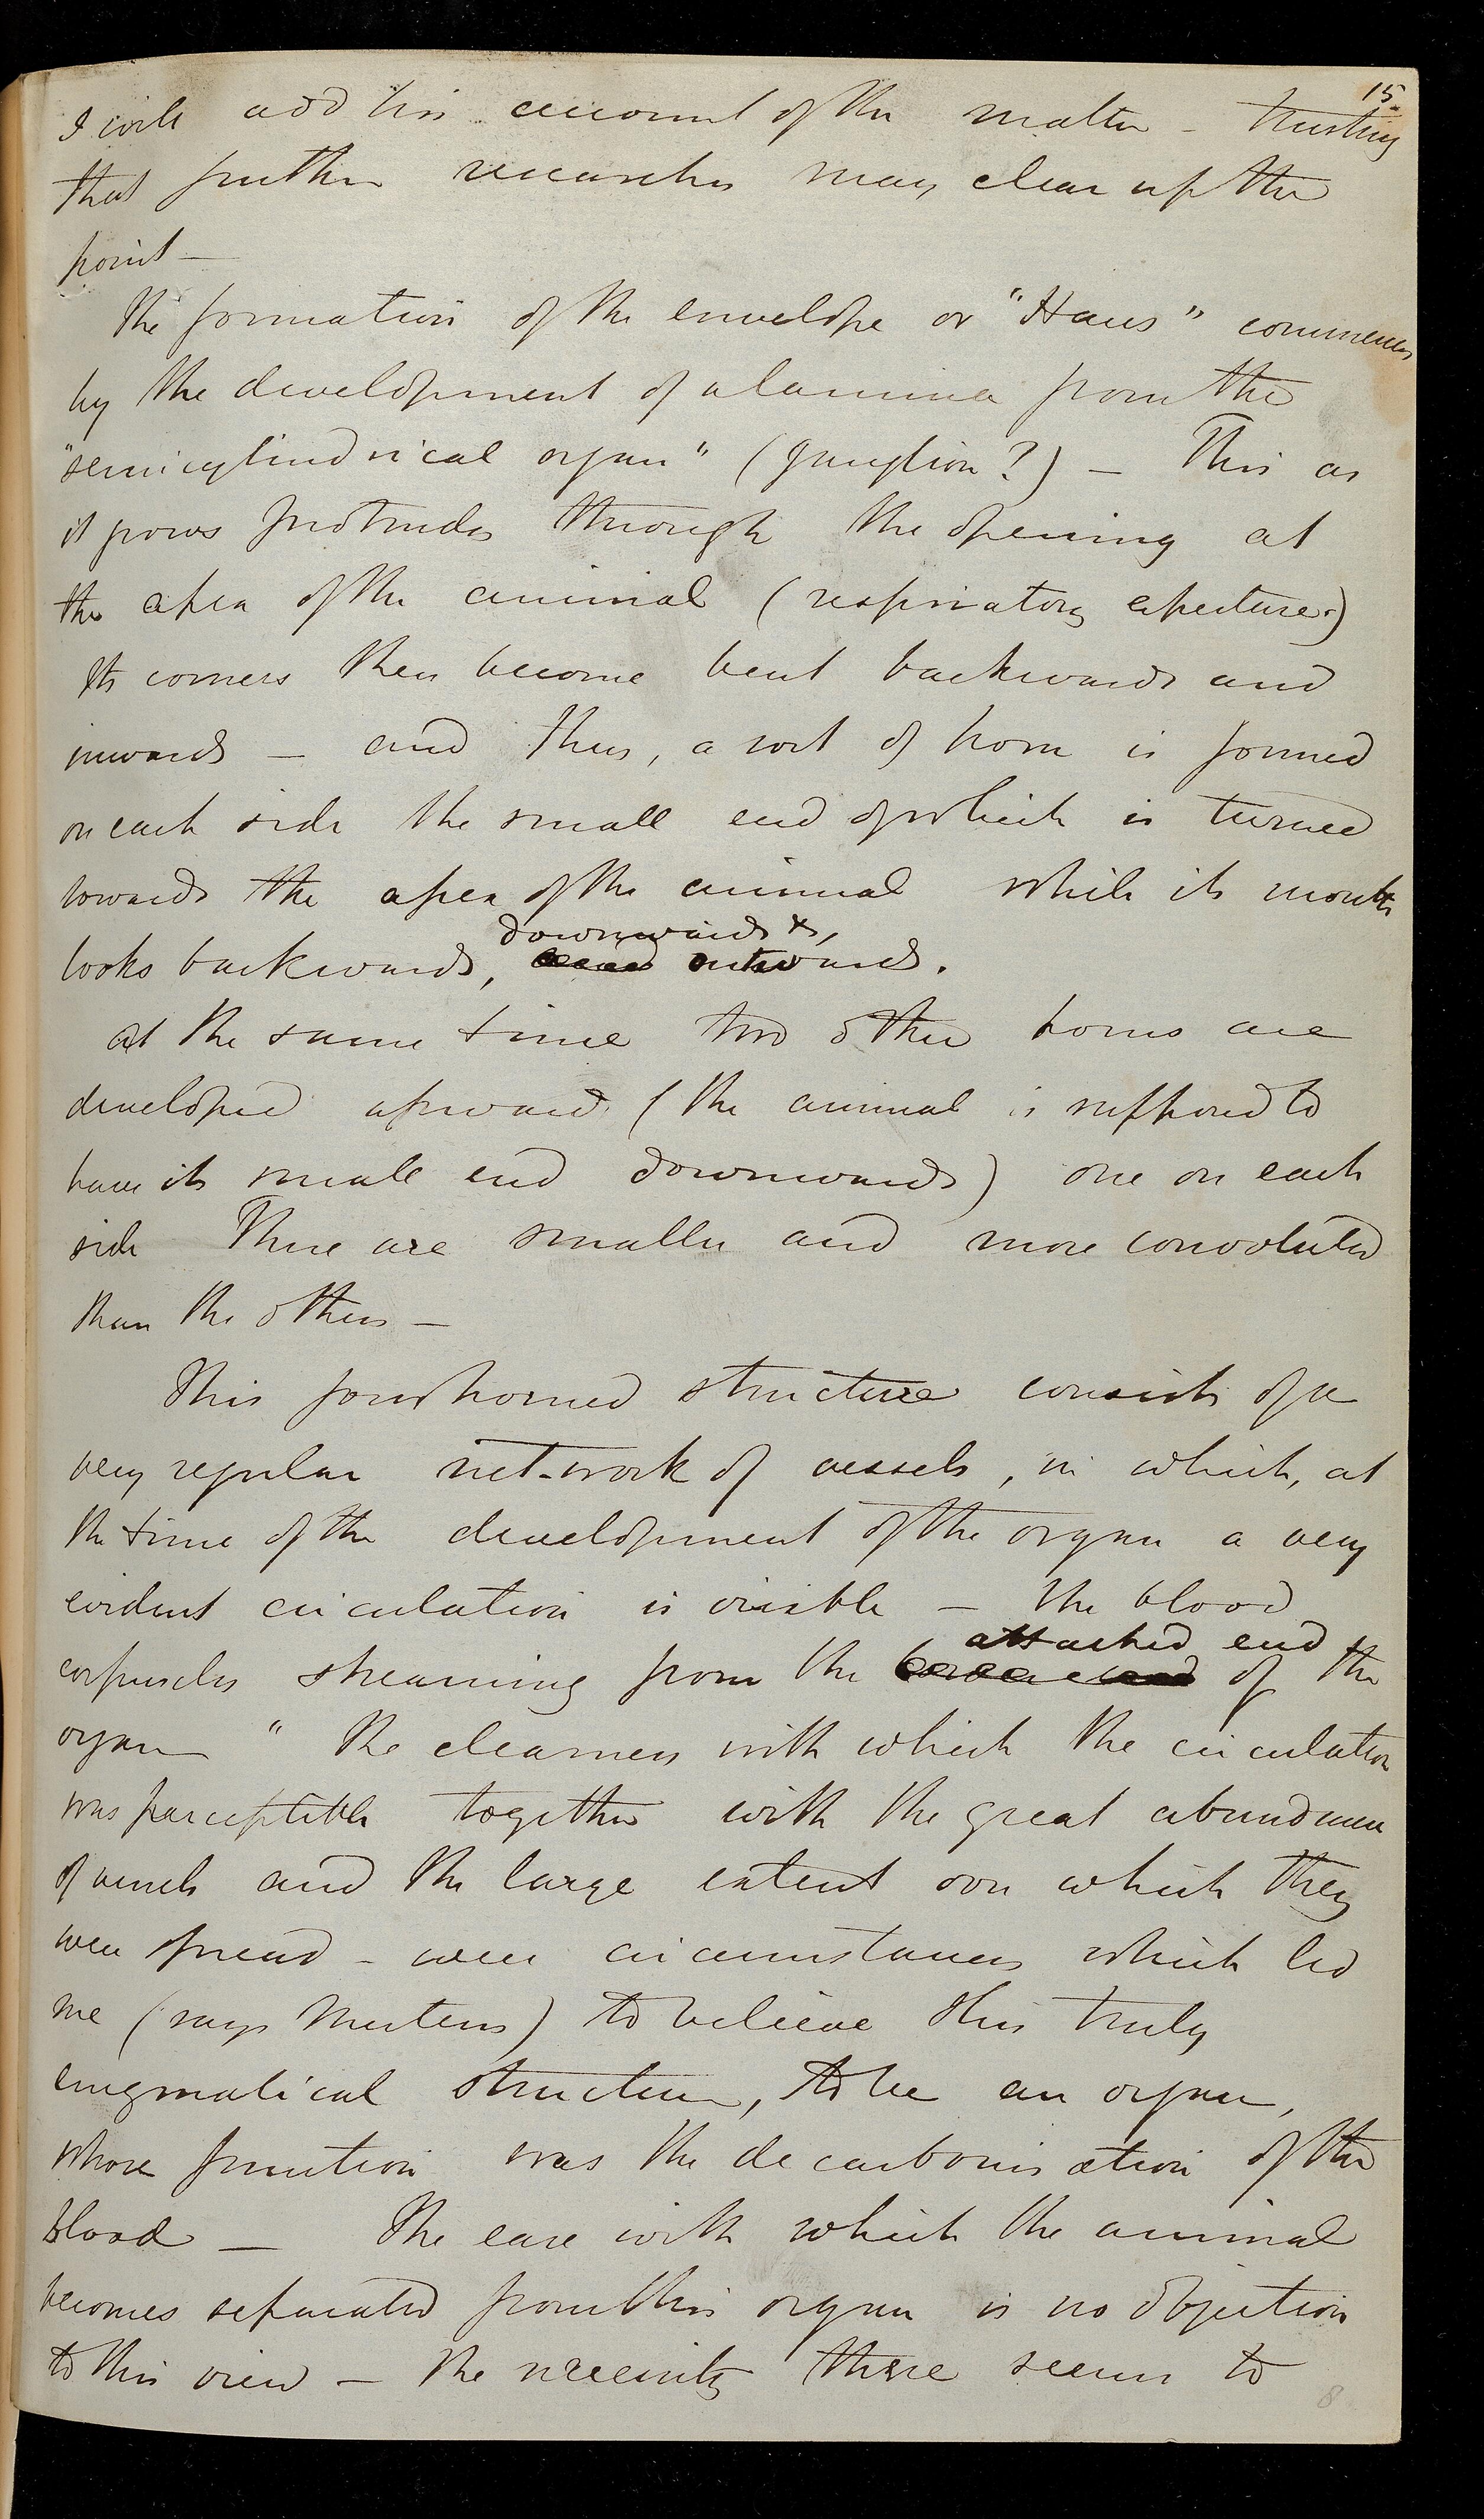 15.
I will add his account of the matter – trusting
that further researches may clear up the
point –
The formation of the envelope or "Haus" commences
by the development of a lamina from the
"semicylindrical organ" (ganglion?) – This as
it grows protrudes through the opening at
the apex of the animal (respiratory aperture.)
Its corners then become bent backwards and
inwards – and thus, a sort of horn is formed
on each side the small end of which is turned
towards the apex of the animal while its mouth
downwards &,
looks backwards, outwards.
At the same time two other horns are
developed upward (the animal is supposed to
have its small end downwards) one on each
side These are smaller and more convoluted
than the others –
This fourhorned structure consists of a
very regular net-work of vessels, in which, at
the time of the development of the organ a very
evident circulation is visible – the blood
attached end
corpuscles streaming from the of the
organ " The clearness with which the circulation
was perceptible together with the great abundance
of vessels and the large extent over which they
were spread – were circumstances which led
me (says Mertens) to believe this truly
enigmatical structure, to be an organ,
whose function was the decarbonisation of the
blood – The ease with which the animal
becomes separated from this organ is no objection
to this view – the necessity there seems to
8